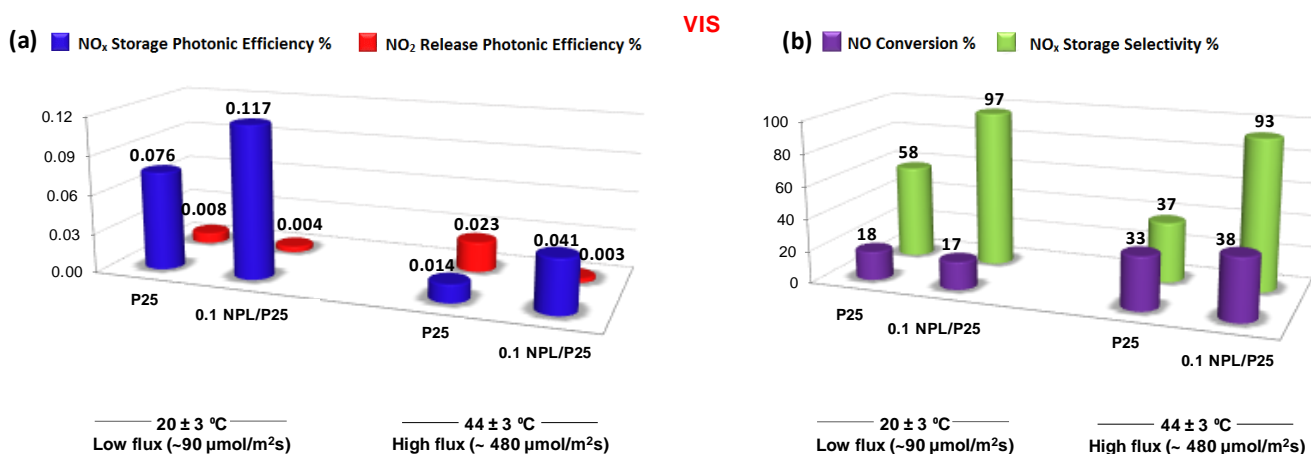 VIS
(a) NOₓ Storage Photonic Efficiency % NO₂ Release Photonic Efficiency %
0.12
0.09
0.06
0.03
0.00
0.076
0.008
0.117
0.004
0.014
0.023
0.041
0.003
P25
0.1 NPL/P25
P25
0.1 NPL/P25
20 ± 3 ºC
Low flux (~90 µmol/m²s)
44 ± 3 ºC
High flux (~ 480 µmol/m²s)
(b) NO Conversion % NOₓ Storage Selectivity %
100
80
60
40
20
0
18
58
17
97
33
37
38
93
P25
0.1 NPL/P25
P25
0.1 NPL/P25
20 ± 3 ºC
Low flux (~90 µmol/m²s)
44 ± 3 ºC
High flux (~ 480 µmol/m²s)